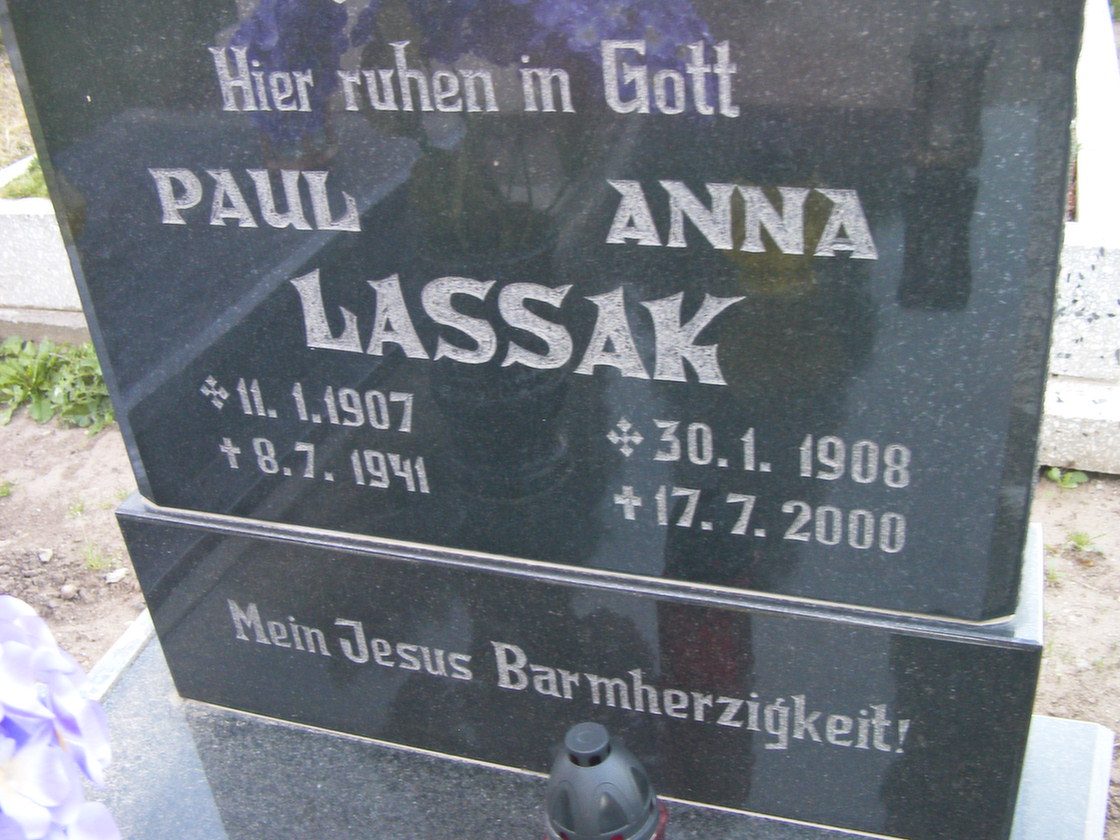 Hier ruhen in Gott
PAUL ANNA
LASSAK
11. 1. 1907
✝ 8. 7. 1941
30. 1. 1908
✝ 17. 7. 2000
Mein Jesus Barmherzigkeit!